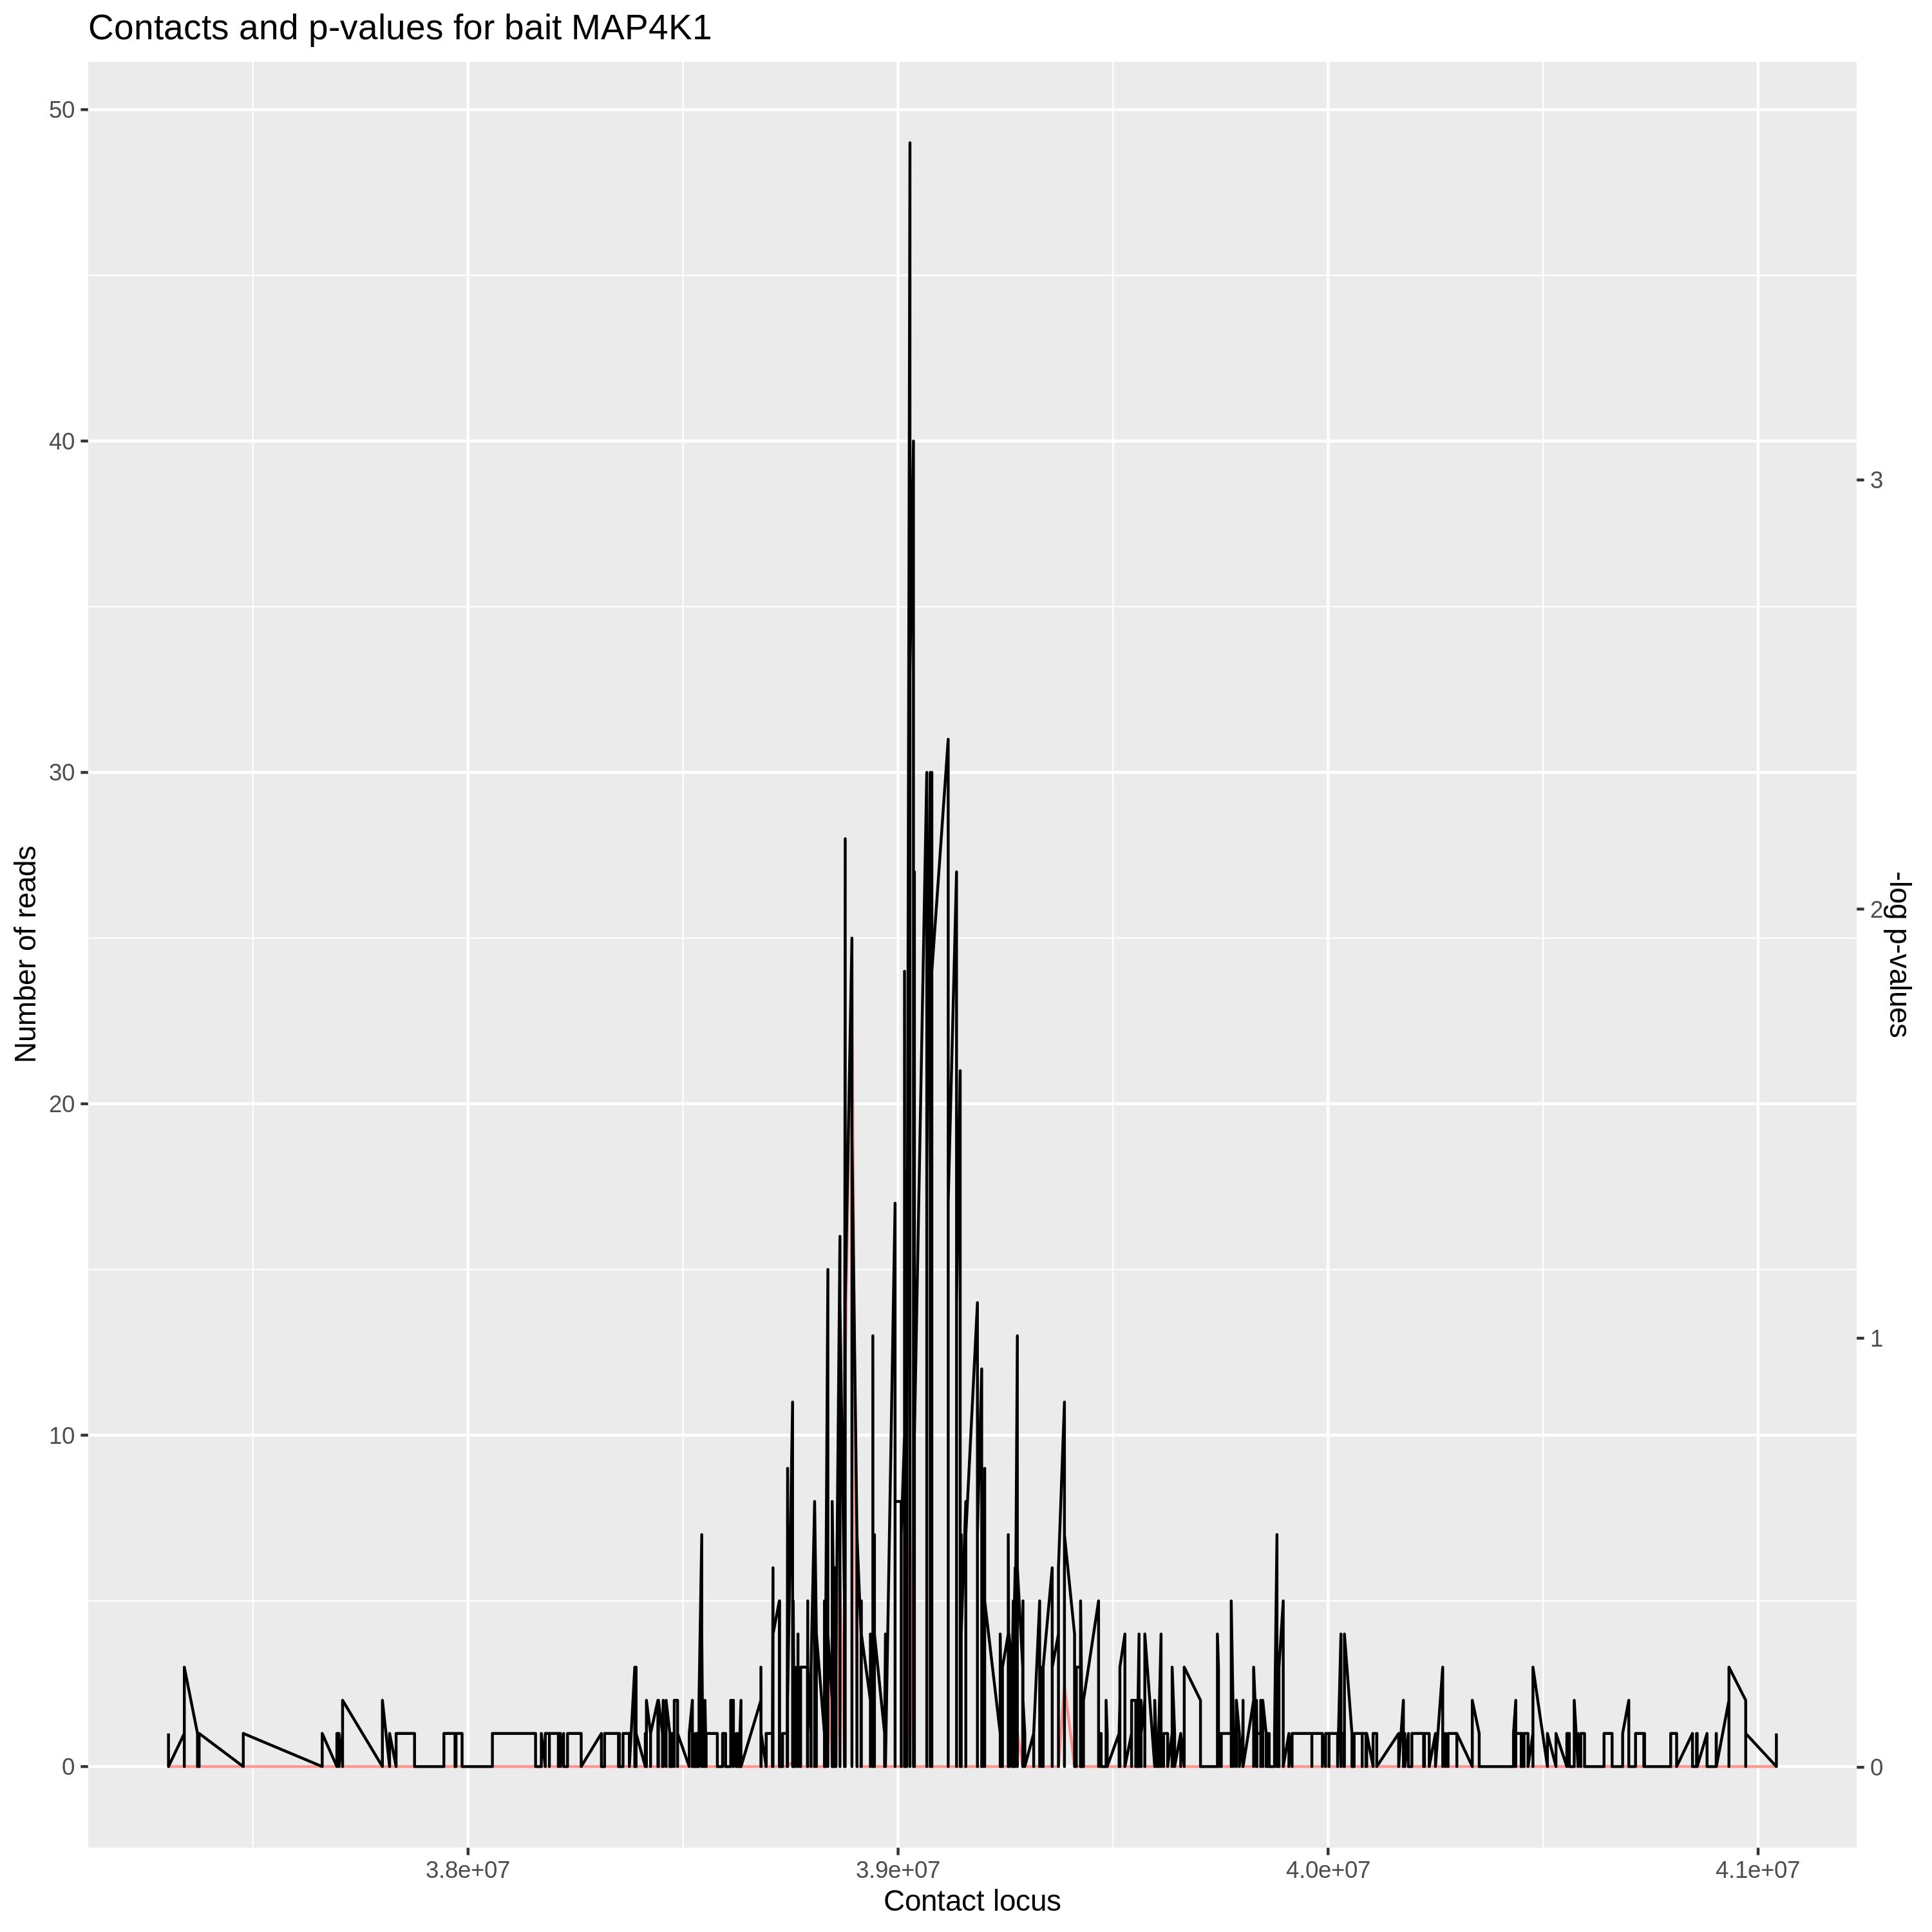 Contacts and p-values for bait MAP4K1
50
40
30
20
10
0
Number of reads
3
2
1
0
-log p-values
3.8e+07
3.9e+07
4.0e+07
4.1e+07
Contact locus